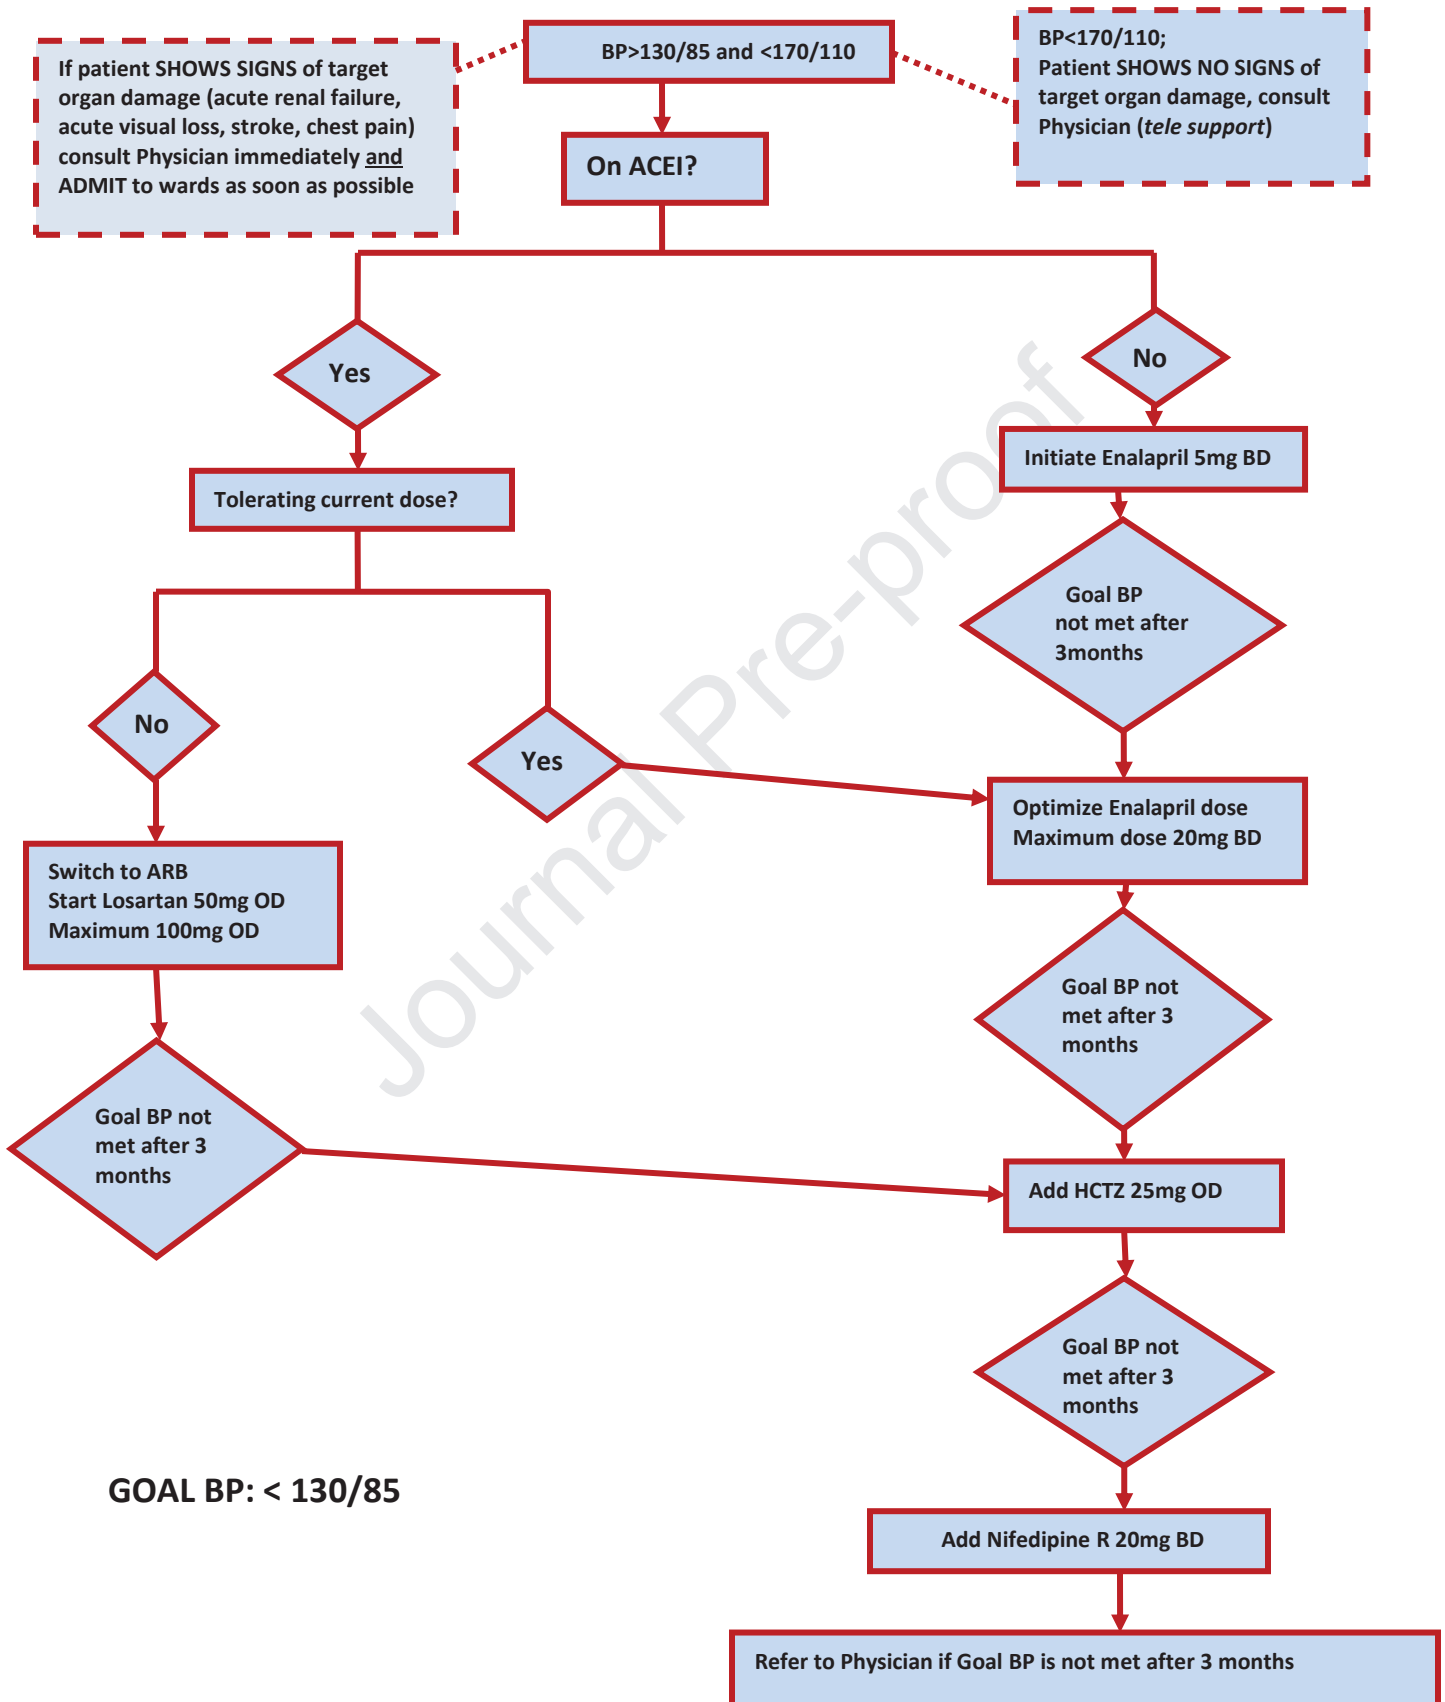 If patient SHOWS SIGNS of target
organ damage (acute renal failure,
acute visual loss, stroke, chest pain)
consult Physician immediately and
ADMIT to wards as soon as possible
BP>130/85 and <170/110
BP<170/110;
Patient SHOWS NO SIGNS of
target organ damage, consult
Physician (tele support)
On ACEI?
Yes
No
Tolerating current dose?
Initiate Enalapril 5mg BD
Goal BP
not met after
3months
No
Yes
Optimize Enalapril dose
Maximum dose 20mg BD
Switch to ARB
Start Losartan 50mg OD
Maximum 100mg OD
Goal BP not
met after 3
months
Goal BP not
met after 3
months
Add HCTZ 25mg OD
Goal BP not
met after 3
months
GOAL BP: < 130/85
Add Nifedipine R 20mg BD
Refer to Physician if Goal BP is not met after 3 months
Journal Pre-proof